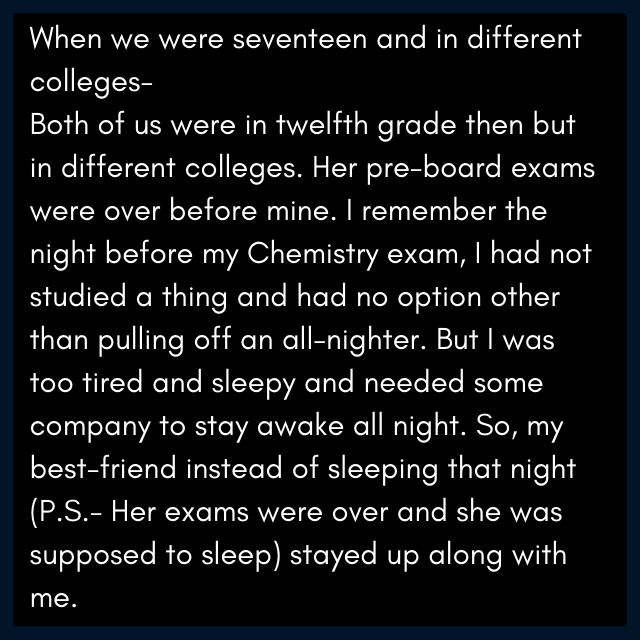 When we were seventeen and in different
colleges-
Both of us were in twelfth grade then but
in different colleges. Her pre-board exams
were over before mine. I remember the
night before my Chemistry exam, I had not
studied a thing and had no option other
than pulling off an all-nighter. But I was
too tired and sleepy and needed some
company to stay awake all night. So, my
best-friend instead of sleeping that night
(P.S.- Her exams were over and she was
supposed to sleep) stayed up along with
me.